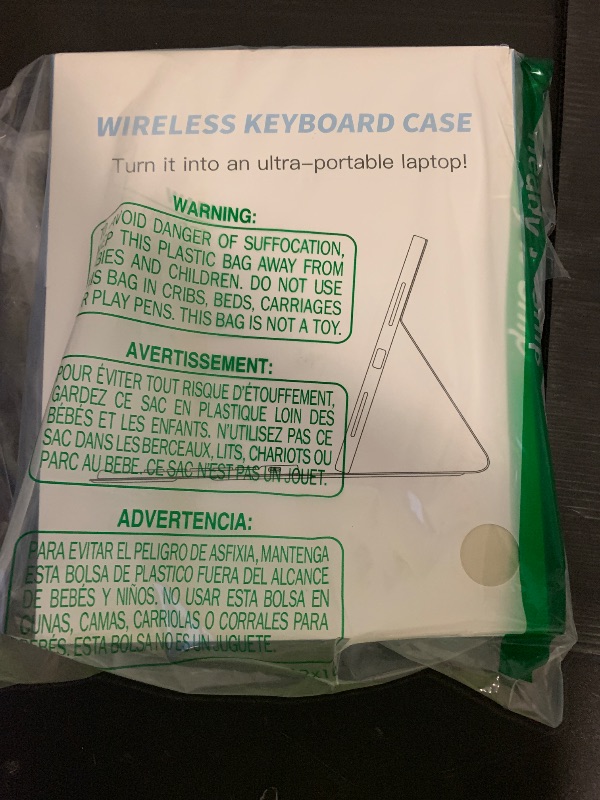 WIRELESS KEYBOARD CASE
Turn it into an ultra-portable laptop!
WARNING:
VOID DANGER OF SUFFOCATION,
EP THIS PLASTIC BAG AWAY FROM
BIES AND CHILDREN. DO NOT USE
IS BAG IN CRIBS, BEDS, CARRIAGES
R PLAY PENS. THIS BAG IS NOT A TOY.
AVERTISSEMENT:
POUR ÉVITER TOUT RISQUE D'ÉTOUFFEMENT,
GARDEZ CE SAC EN PLASTIQUE LOIN DES
BÉBÉS ET LES ENFANTS. N'UTILISEZ PAS CE
SAC DANS LES BERCEAUX, LITS, CHARIOTS OU
PARC AU BEBE. CE SAC N'EST PAS UN JOUET.
ADVERTENCIA:
PARA EVITAR EL PELIGRO DE ASFIXIA, MANTENGA
ESTA BOLSA DE PLASTICO FUERA DEL ALCANCE
DE BEBÉS Y NIÑOS. NO USAR ESTA BOLSA EN
CUNAS, CAMAS, CARRIOLAS O CORRALES PARA
BEBÉS. ESTA BOLSA NO ES UN JUGUETE.